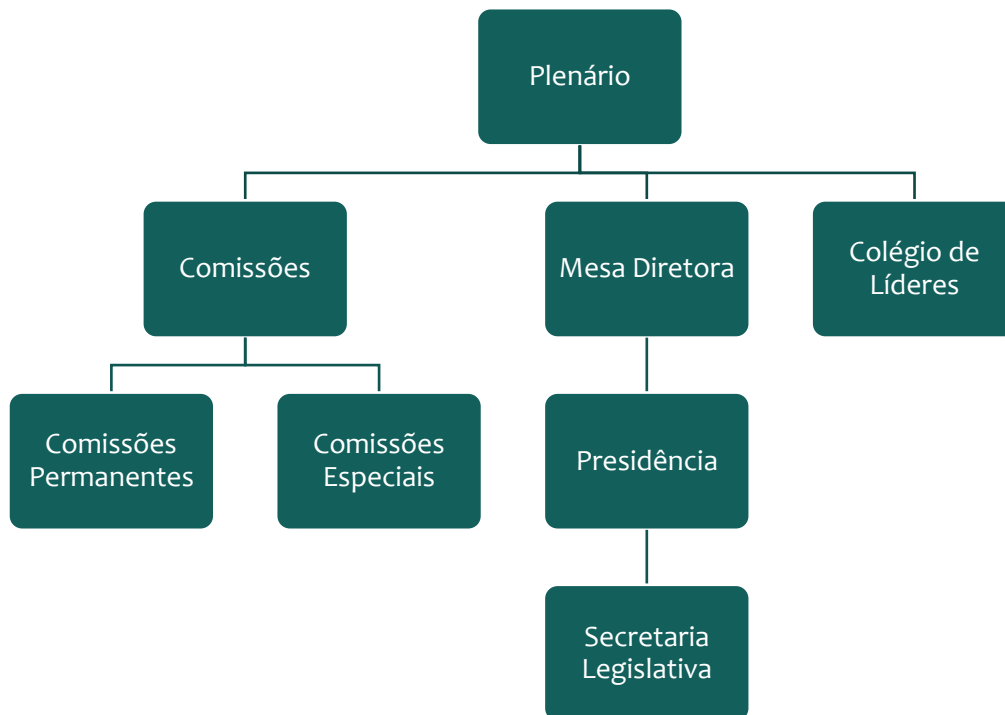 Plenário
Comissões
Mesa Diretora
Colégio de
Líderes
Comissões
Permanentes
Comissões
Especiais
Presidência
Secretaria
Legislativa